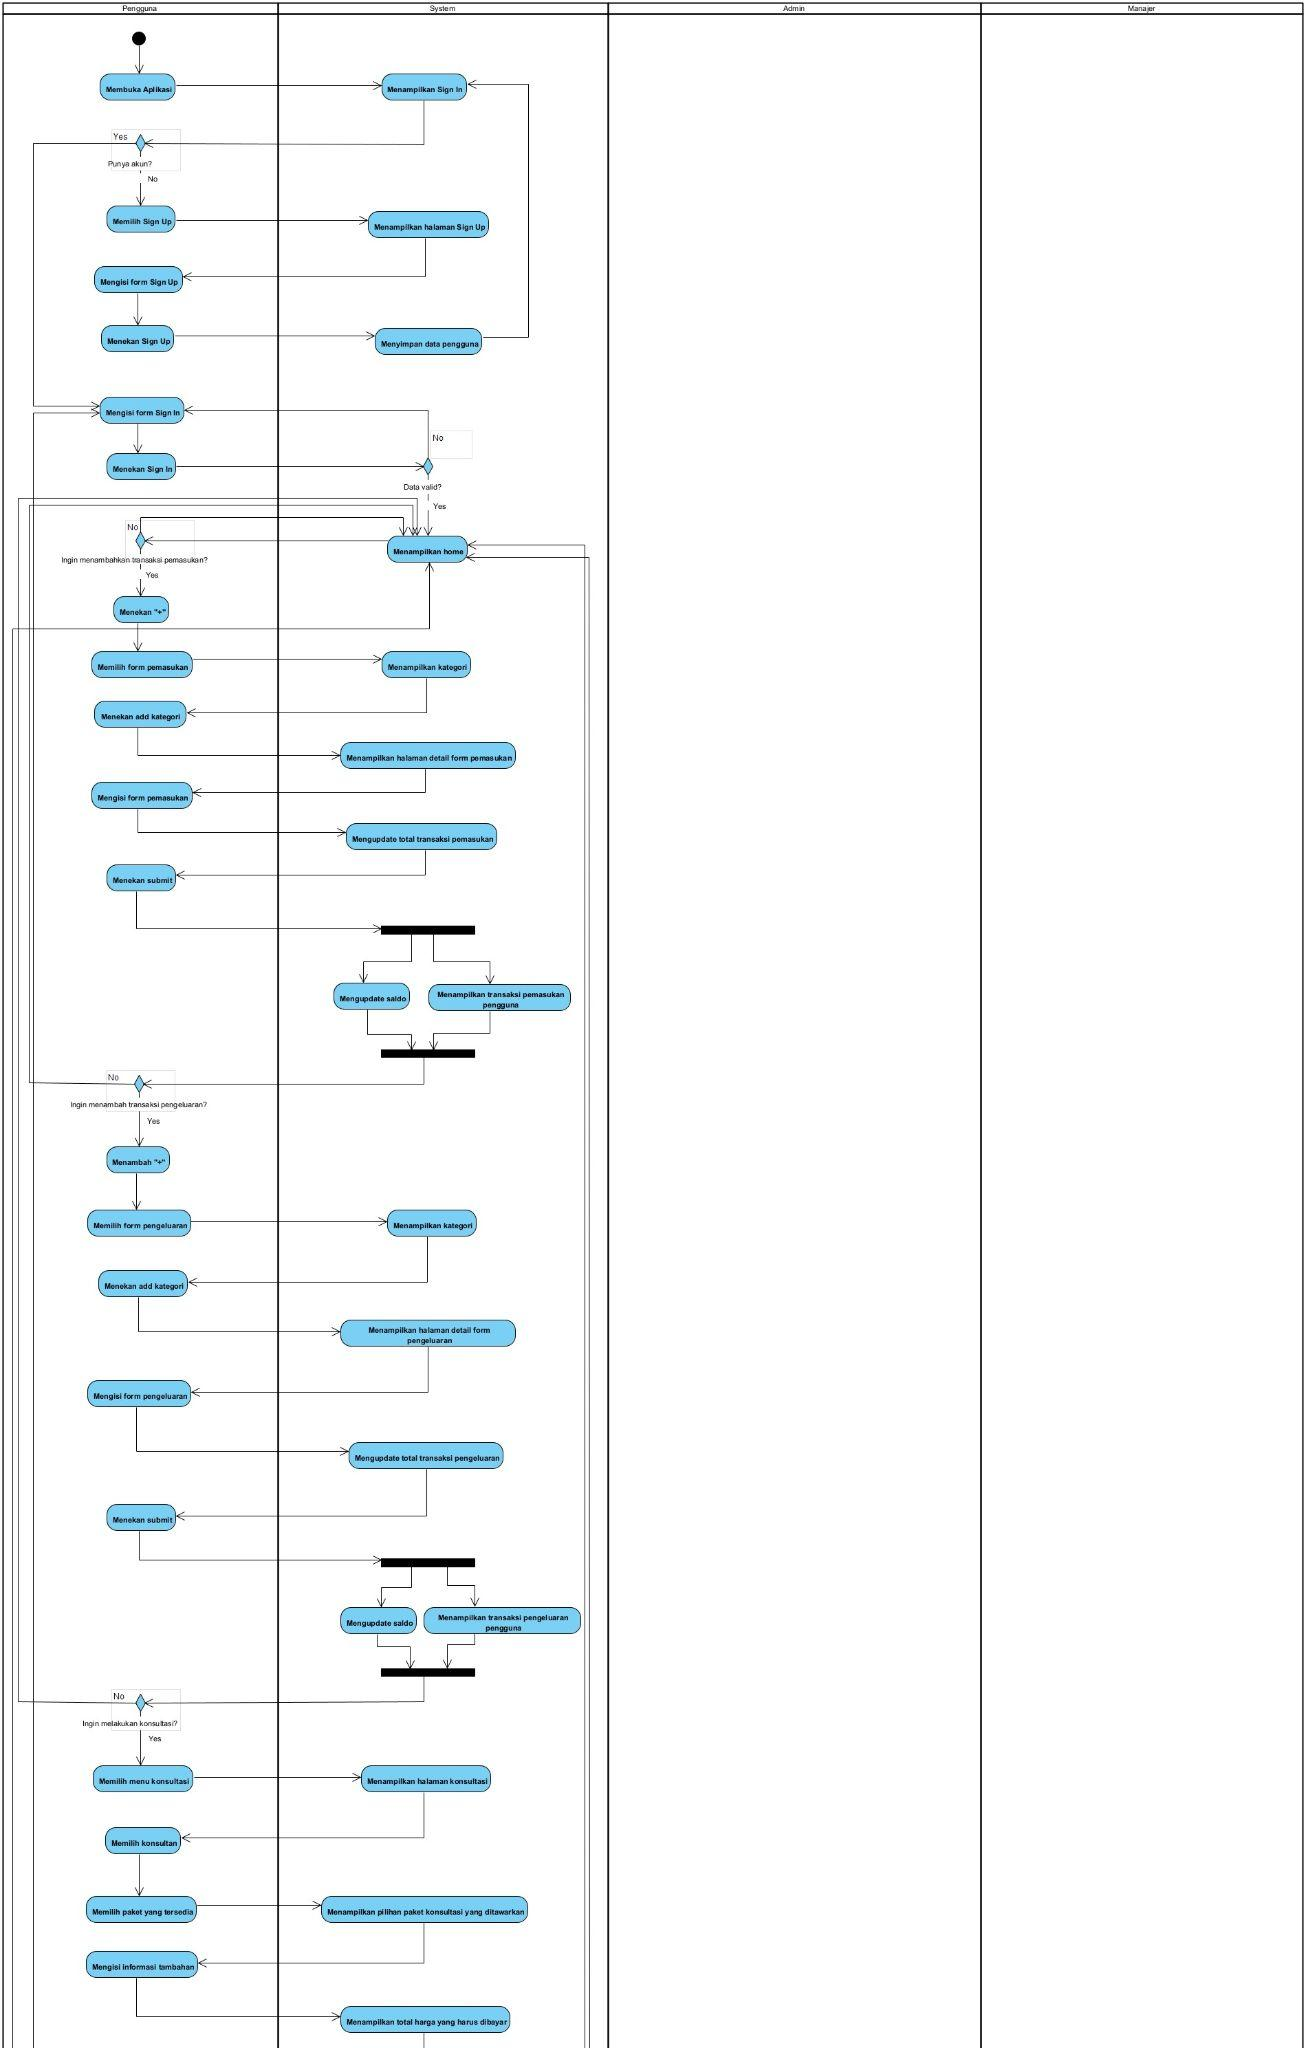 Pengguna
System
Admin
Manajer
Membuka Aplikasi
Menampilkan Sign In
Yes
Punya akun?
No
Memilih Sign Up
Menampilkan halaman Sign Up
Mengisi form Sign Up
Menekan Sign Up
Menyimpan data pengguna
Mengisi form Sign In
No
Menekan Sign In
Data valid?
Yes
No
Menampilkan home
Ingin menambahkan transaksi pemasukan?
Yes
Menekan "+"
Memilih form pemasukan
Menampilkan kategori
Menekan add kategori
Menampilkan halaman detail form pemasukan
Mengisi form pemasukan
Mengupdate total transaksi pemasukan
Menekan submit
Mengupdate saldo
Menampilkan transaksi pemasukan
pengguna
No
Ingin menambah transaksi pengeluaran?
Yes
Menambah "+"
Memilih form pengeluaran
Menampilkan kategori
Menekan add kategori
Menampilkan halaman detail form
pengeluaran
Mengisi form pengeluaran
Mengupdate total transaksi pengeluaran
Menekan submit
Mengupdate saldo
Menampilkan transaksi pengeluaran
pengguna
No
Ingin melakukan konsultasi?
Yes
Memilih menu konsultasi
Menampilkan halaman konsultasi
Memilih konsultan
Memilih paket yang tersedia
Menampilkan pilihan paket konsultasi yang ditawarkan
Mengisi informasi tambahan
Menampilkan total harga yang harus dibayar